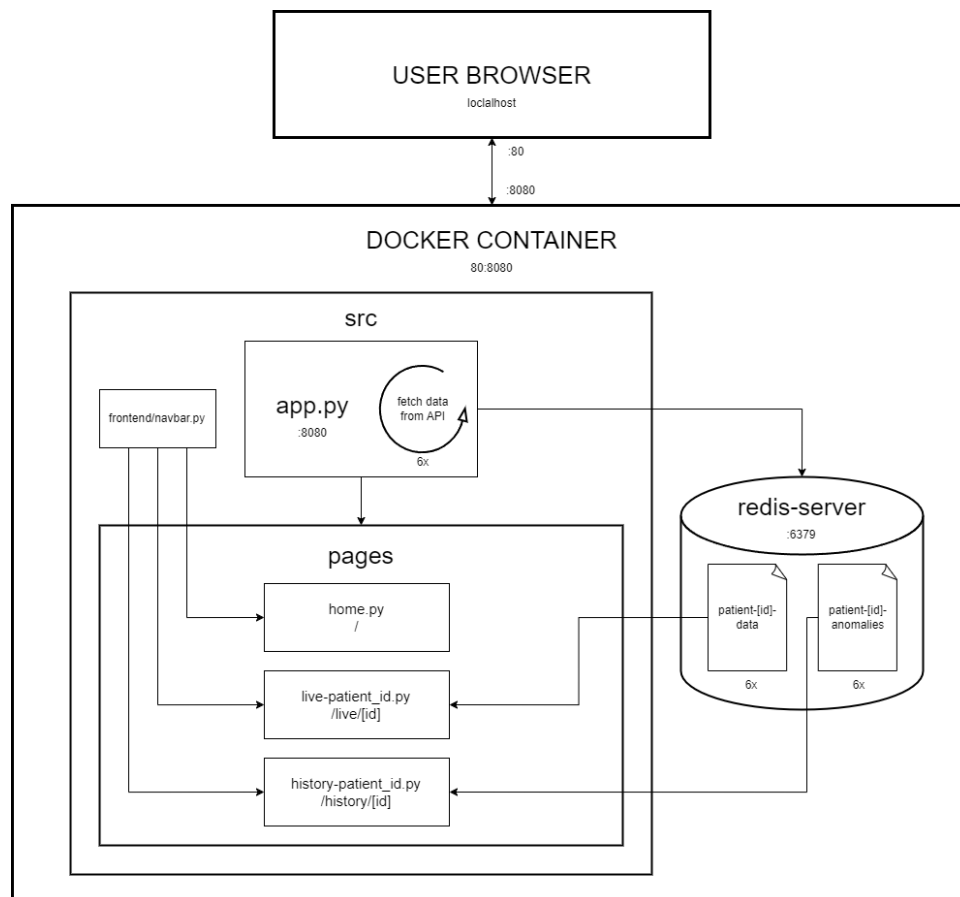 USER BROWSER
loclalhost
:80
:8080
DOCKER CONTAINER
80:8080
src
app.py
:8080
fetch data
from API
6x
frontend/navbar.py
redis-server
:6379
patient-[id]-
data
6x
patient-[id]-
anomalies
6x
pages
home.py
/
live-patient_id.py
/live/[id]
history-patient_id.py
/history/[id]